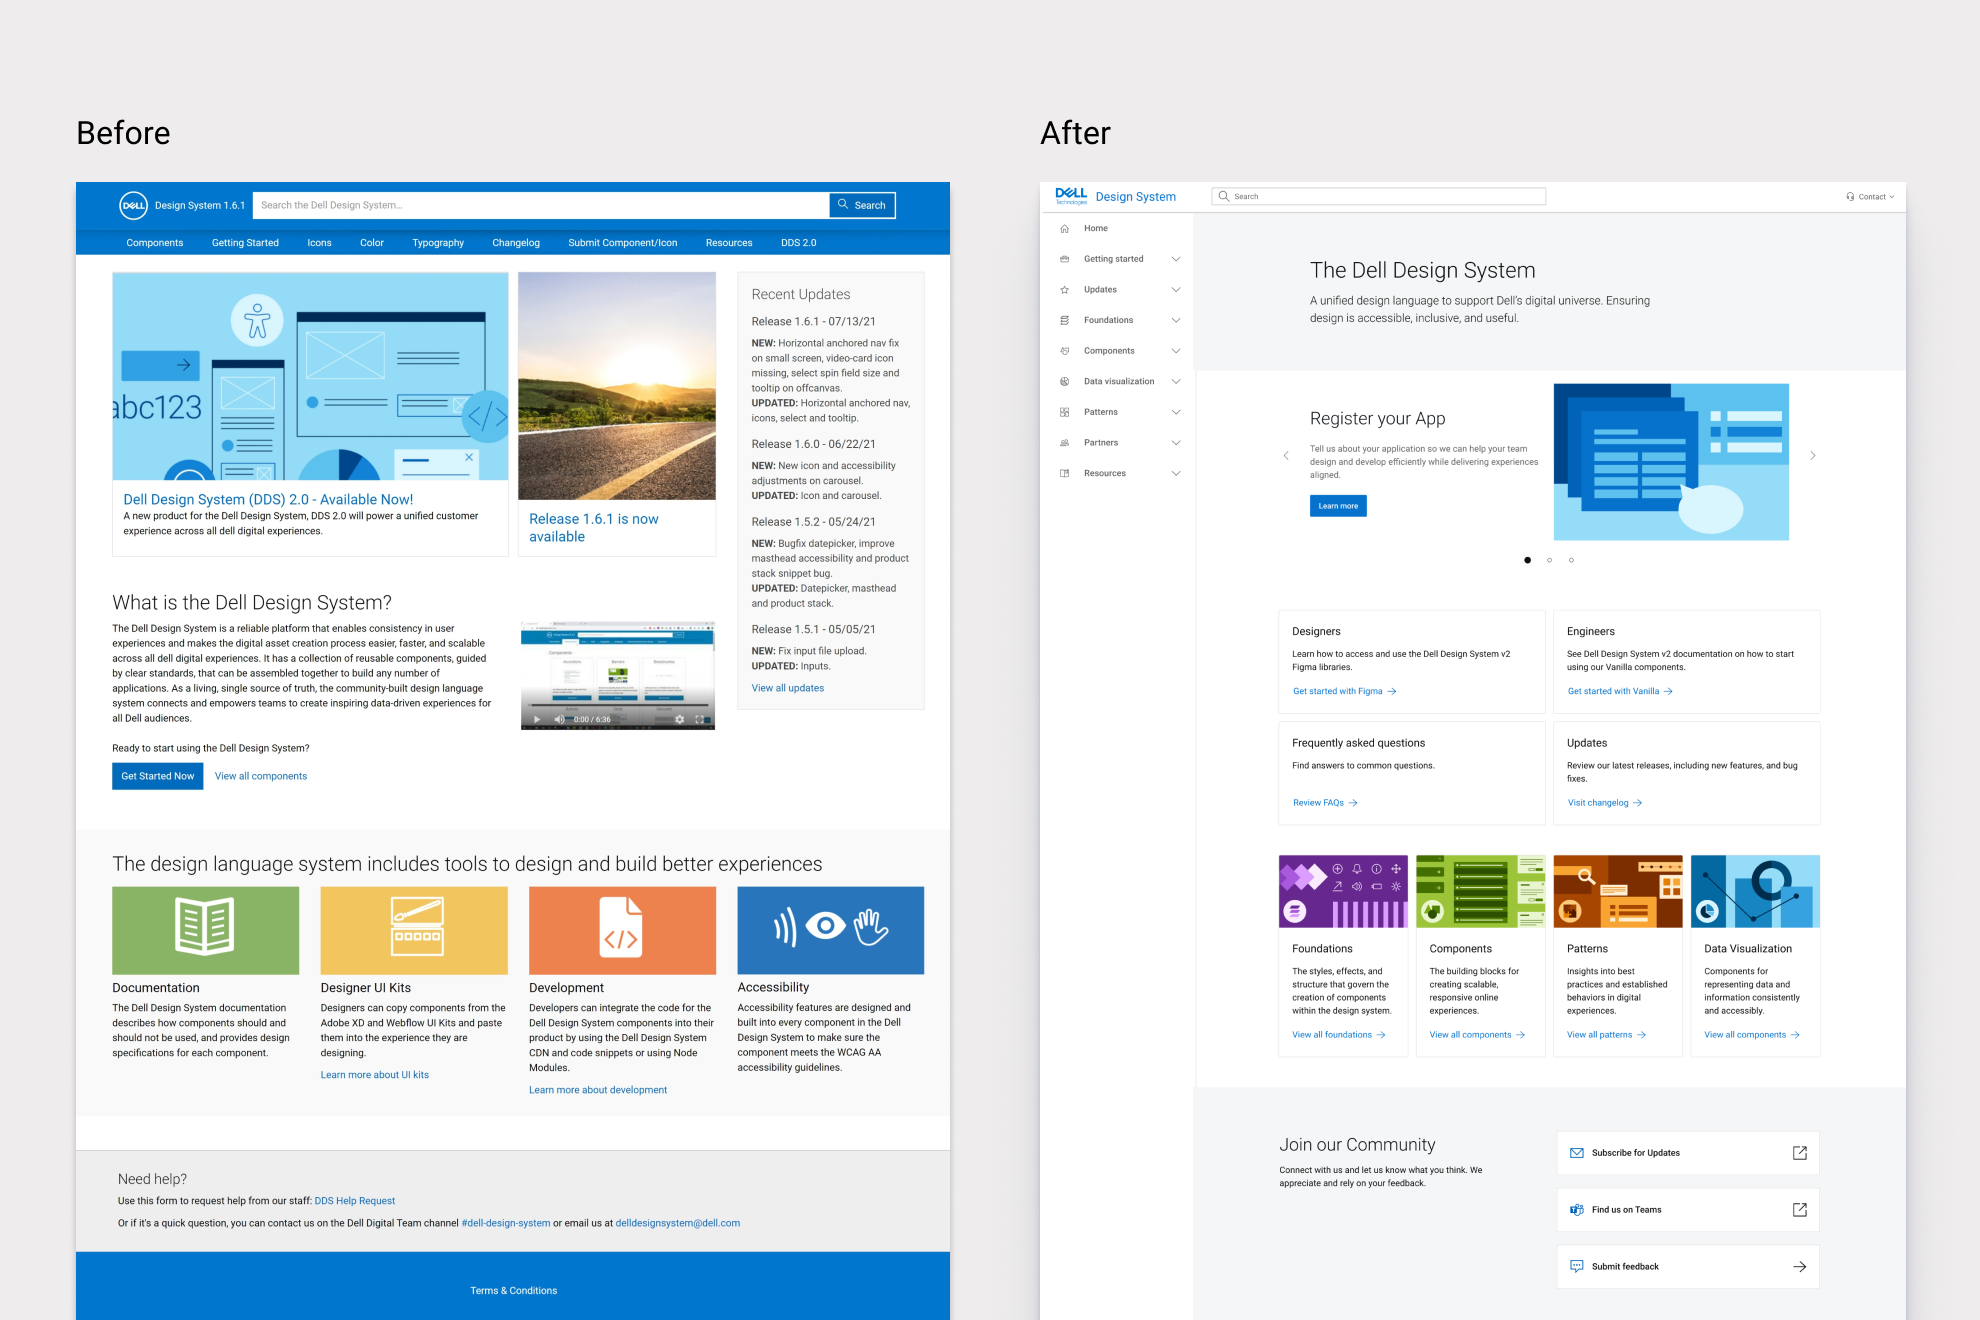 Before
DELL
Design System 1.6.1
Search the Dell Design System...
Search
Components
Getting Started
Icons
Color
Typography
Changelog
Submit Component/Icon
Resources
DDS 2.0
abc123
</>
Dell Design System (DDS) 2.0 - Available Now!
A new product for the Dell Design System, DDS 2.0 will power a unified customer
experience across all dell digital experiences.
Release 1.6.1 is now
available
Recent Updates
Release 1.6.1 - 07/13/21
NEW: Horizontal anchored nav fix
on small screen, video-card icon
missing, select spin field size and
tooltip on offcanvas.
UPDATED: Horizontal anchored nav,
icons, select and tooltip.
Release 1.6.0 - 06/22/21
NEW: New icon and accessibility
adjustments on carousel.
UPDATED: Icon and carousel.
Release 1.5.2 - 05/24/21
NEW: Bugfix datepicker, improve
masthead accessibility and product
stack snippet bug.
UPDATED: Datepicker, masthead
and product stack.
Release 1.5.1 - 05/05/21
NEW: Fix input file upload.
UPDATED: Inputs.
View all updates
What is the Dell Design System?
The Dell Design System is a reliable platform that enables consistency in user
experiences and makes the digital asset creation process easier, faster, and scalable
across all dell digital experiences. It has a collection of reusable components, guided
by clear standards, that can be assembled together to build any number of
applications. As a living, single source of truth, the community-built design language
system connects and empowers teams to create inspiring data-driven experiences for
all Dell audiences.
Components
0:00 / 6:36
Ready to start using the Dell Design System?
Get Started Now
View all components
The design language system includes tools to design and build better experiences
</>
Documentation
The Dell Design System documentation
describes how components should and
should not be used, and provides design
specifications for each component.
Designer UI Kits
Designers can copy components from the
Adobe XD and Webflow UI Kits and paste
them into the experience they are
designing.
Learn more about UI kits
Development
Developers can integrate the code for the
Dell Design System components into their
product by using the Dell Design System
CDN and code snippets or using Node
Modules.
Learn more about development
Accessibility
Accessibility features are designed and
built into every component in the Dell
Design System to make sure the
component meets the WCAG AA
accessibility guidelines.
Need help?
Use this form to request help from our staff: DDS Help Request
Or if it's a quick question, you can contact us on the Dell Digital Team channel #dell-design-system or email us at delldesignsystem@dell.com
Terms & Conditions
After
DELL
Technologies
Design System
Search
Contact
Home
Getting started
Updates
Foundations
Components
Data visualization
Patterns
Partners
Resources
The Dell Design System
A unified design language to support Dell's digital universe. Ensuring
design is accessible, inclusive, and useful.
Register your App
Tell us about your application so we can help your team
design and develop efficiently while delivering experiences
aligned.
Learn more
Designers
Learn how to access and use the Dell Design System v2
Figma libraries.
Get started with Figma
Engineers
See Dell Design System v2 documentation on how to start
using our Vanilla components.
Get started with Vanilla
Frequently asked questions
Find answers to common questions.
Review FAQs
Updates
Review our latest releases, including new features, and bug
fixes.
Visit changelog
Foundations
The styles, effects, and
structure that govern the
creation of components
within the design system.
View all foundations
Components
The building blocks for
creating scalable,
responsive online
experiences.
View all components
Patterns
Insights into best
practices and established
behaviors in digital
experiences.
View all patterns
Data Visualization
Components for
representing data and
information consistently
and accessibly.
View all components
Join our Community
Connect with us and let us know what you think. We
appreciate and rely on your feedback.
Subscribe for Updates
Find us on Teams
Submit feedback